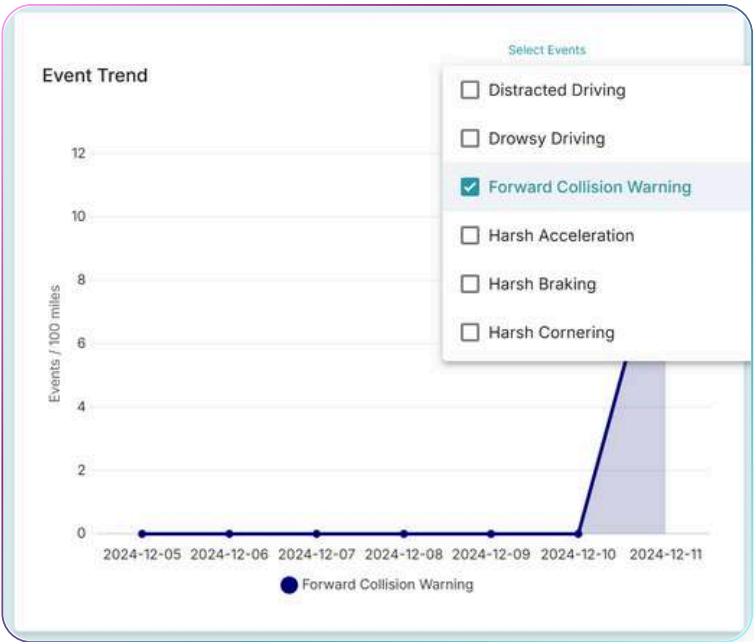 Select Events
Event Trend
Distracted Driving
Drowsy Driving
Forward Collision Warning
Harsh Acceleration
Harsh Braking
Harsh Cornering
Events / 100 miles
12
10
8
6
4
2
0
2024-12-05 2024-12-06 2024-12-07 2024-12-08 2024-12-09 2024-12-10 2024-12-11
Forward Collision Warning